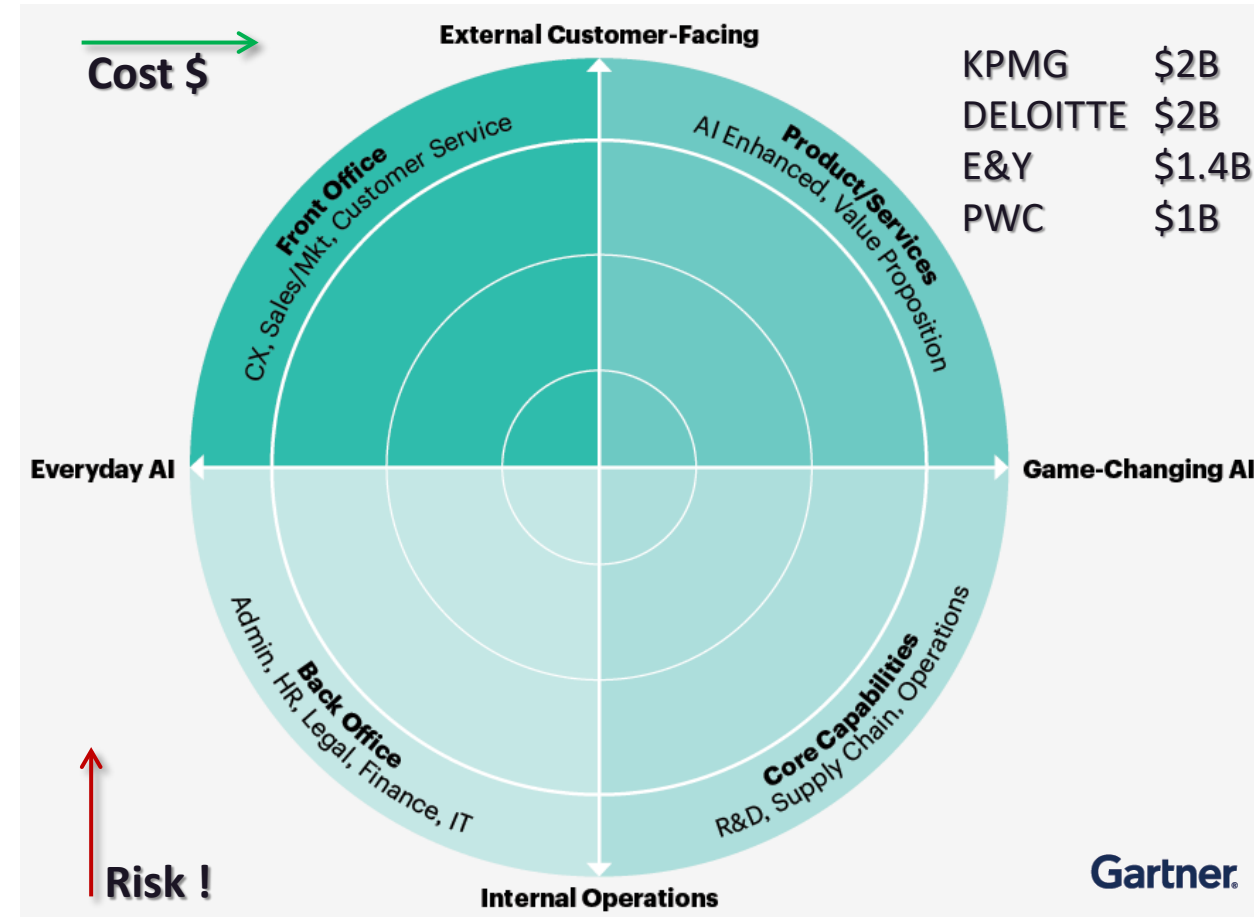 External Customer-Facing
Cost $
KPMG $2B
DELOITTE $2B
E&Y $1.4B
PWC $1B
Front Office
CX, Sales/Mkt, Customer Service
Product/Services
AI Enhanced, Value Proposition
Everyday AI
Game-Changing AI
Back Office
Admin, HR, Legal, Finance, IT
Core Capabilities
R&D, Supply Chain, Operations
Risk !
Internal Operations
Gartner®